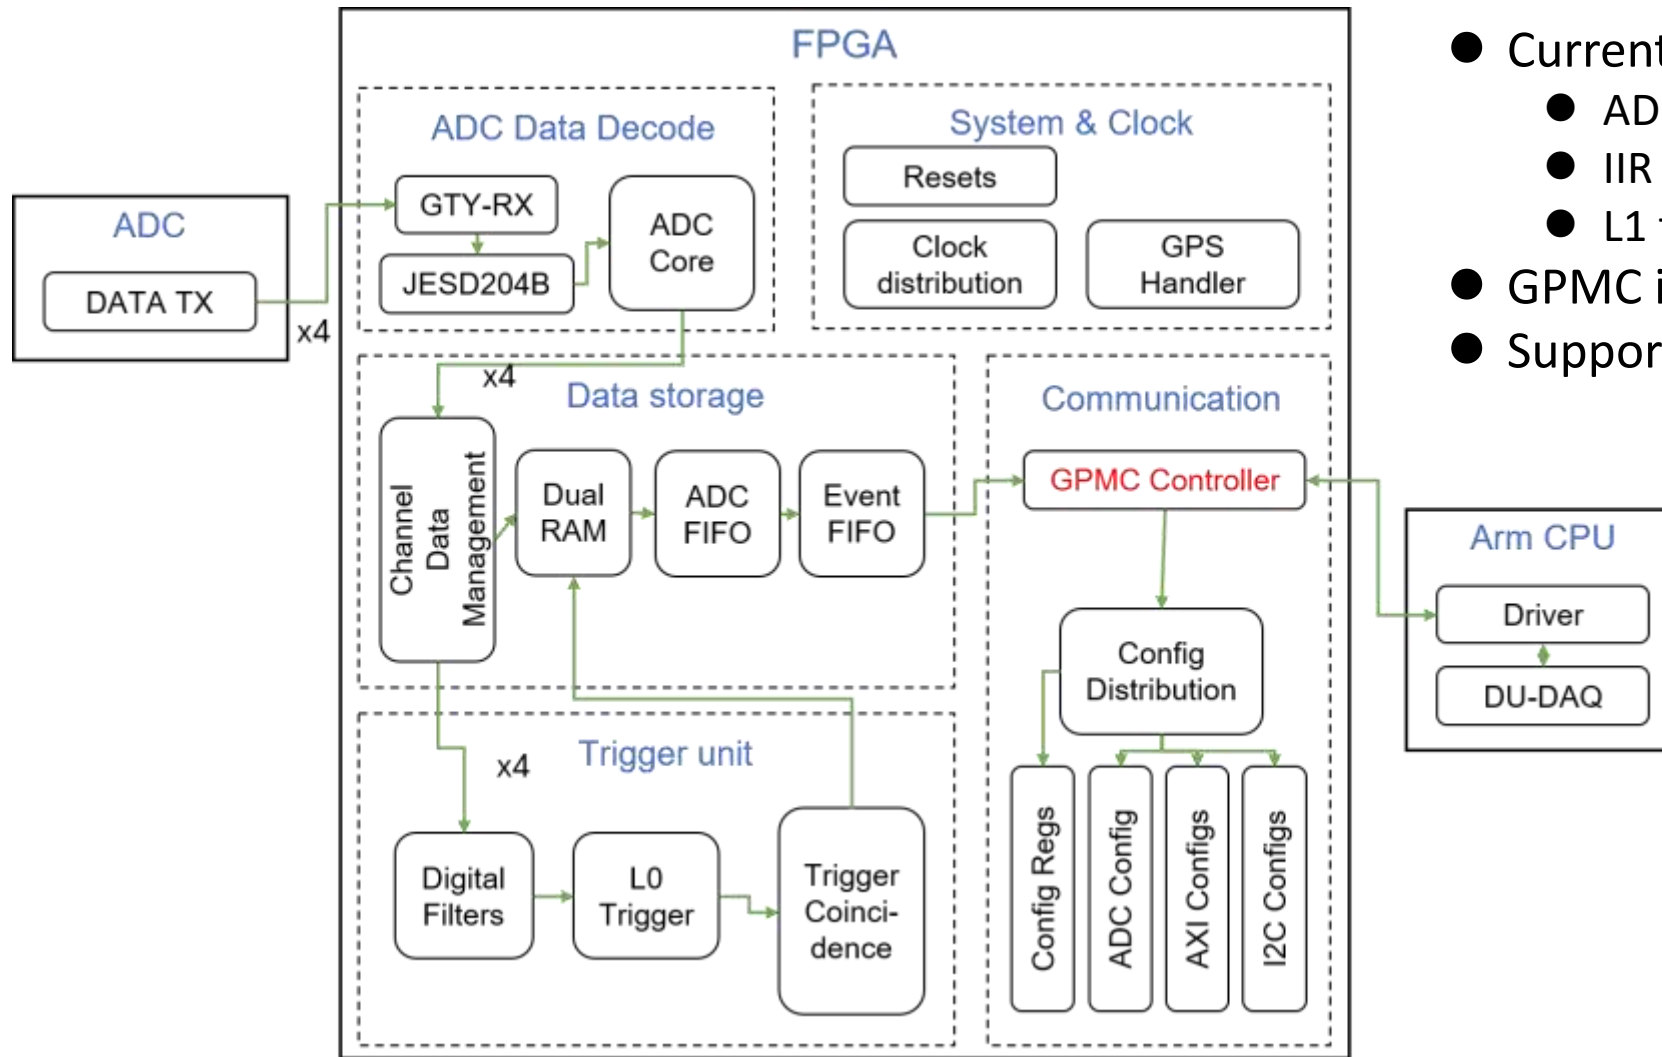 FPGA
ADC Data Decode
GTY-RX
JESD204B
ADC
Core
System & Clock
Resets
Clock
distribution
GPS
Handler
ADC
DATA TX
x4
x4
Data storage
Channel
Data
Management
Dual
RAM
ADC
FIFO
Event
FIFO
Communication
GPMC Controller
Config
Distribution
Config Regs
ADC Config
AXI Configs
I2C Configs
Arm CPU
Driver
DU-DAQ
x4
Trigger unit
Digital
Filters
L0
Trigger
Trigger
Coinci-
dence
● Current
● AD
● IIR
● L1
● GPMC i
● Suppor